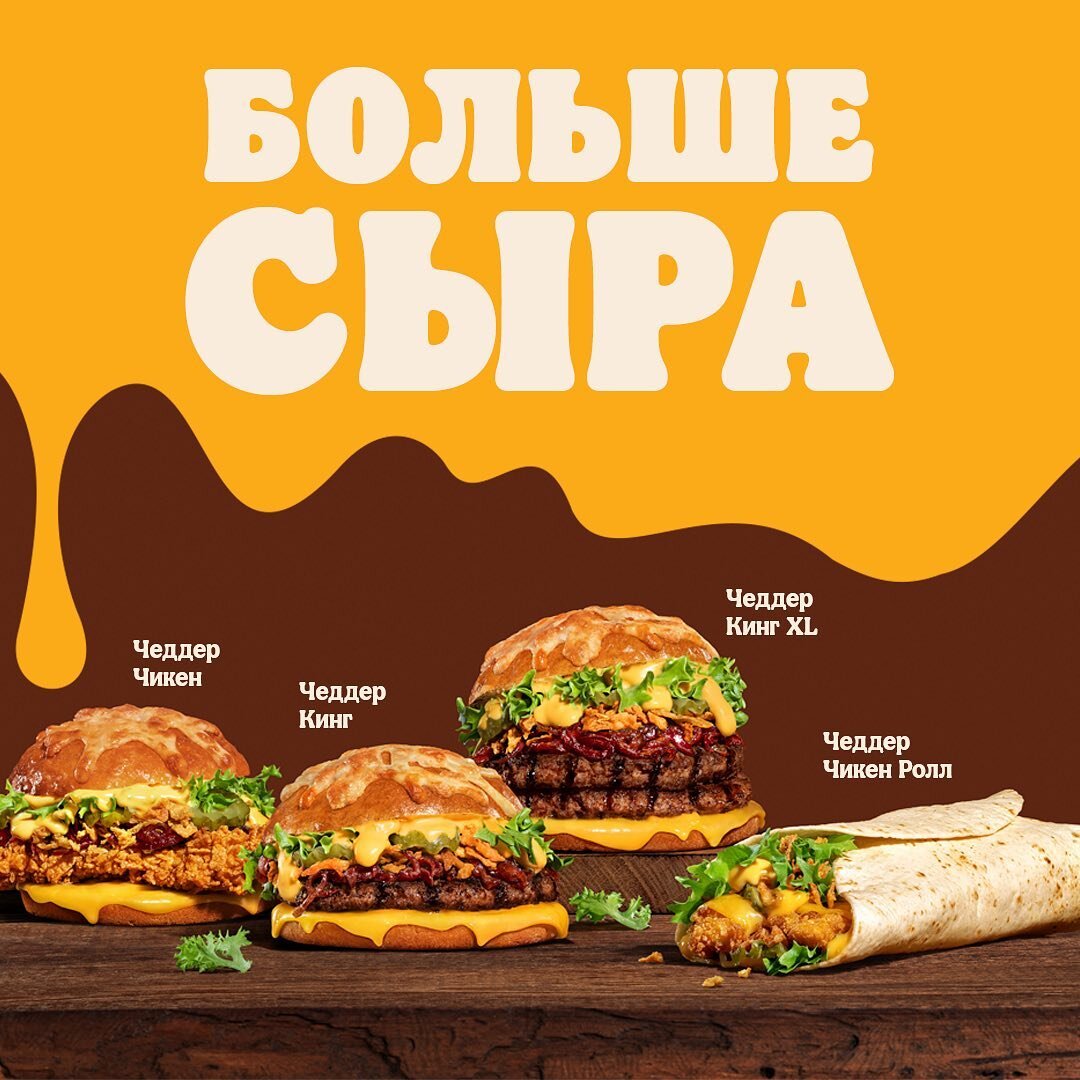 БОЛЬШЕ
СЫРА
Чеддер
Чикен
Чеддер
Кинг
Чеддер
Кинг XL
Чеддер
Чикен Ролл